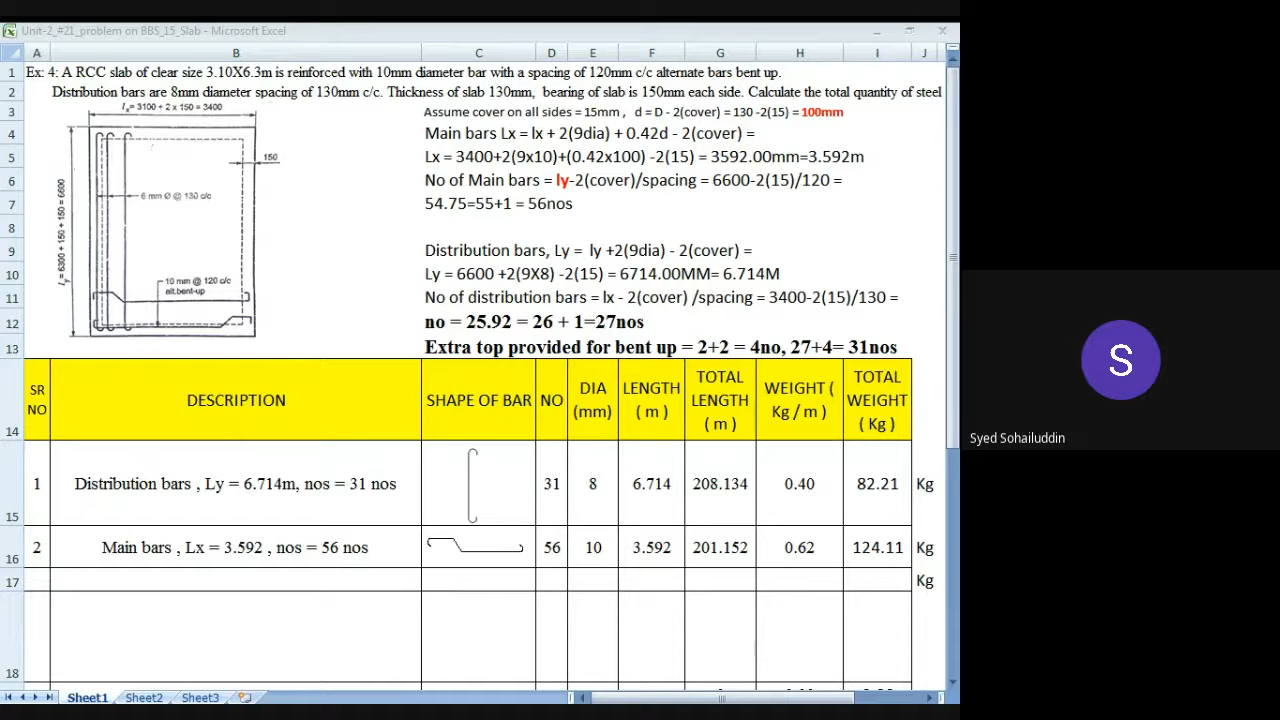 Unit-2_#21_problem on BBS_15_Slab - Microsoft Excel
A B C D E F G H I J
1 Ex: 4: A RCC slab of clear size 3.10X6.3m is reinforced with 10mm diameter bar with a spacing of 120mm c/c alternate bars bent up.
2 Distribution bars are 8mm diameter spacing of 130mm c/c. Thickness of slab 130mm, bearing of slab is 150mm each side. Calculate the total quantity of steel
lx = 3100 + 2 x 150 = 3400
3 Assume cover on all sides = 15mm , d = D - 2(cover) = 130 -2(15) = 100mm
4 Main bars Lx = lx + 2(9dia) + 0.42d - 2(cover) =
5 Lx = 3400+2(9x10)+(0.42x100) -2(15) = 3592.00mm=3.592m
150
6 No of Main bars = ly-2(cover)/spacing = 6600-2(15)/120 =
6 mm Ø @ 130 c/c
7 54.75=55+1 = 56nos
ly = 6300 + 150 + 150 = 6600
8
9 Distribution bars, Ly = ly +2(9dia) - 2(cover) =
10 Ly = 6600 +2(9X8) -2(15) = 6714.00MM= 6.714M
10 mm @ 120 c/c
alt.bent-up
11 No of distribution bars = lx - 2(cover) /spacing = 3400-2(15)/130 =
12 no = 25.92 = 26 + 1=27nos
13 Extra top provided for bent up = 2+2 = 4no, 27+4= 31nos
14 SR NO DESCRIPTION SHAPE OF BAR NO DIA (mm) LENGTH ( m ) TOTAL LENGTH ( m ) WEIGHT ( Kg / m ) TOTAL WEIGHT ( Kg )
15 1 Distribution bars , Ly = 6.714m, nos = 31 nos 31 8 6.714 208.134 0.40 82.21 Kg
16 2 Main bars , Lx = 3.592 , nos = 56 nos 56 10 3.592 201.152 0.62 124.11 Kg
17 Kg
18
Sheet1 Sheet2 Sheet3
S
Syed Sohailuddin